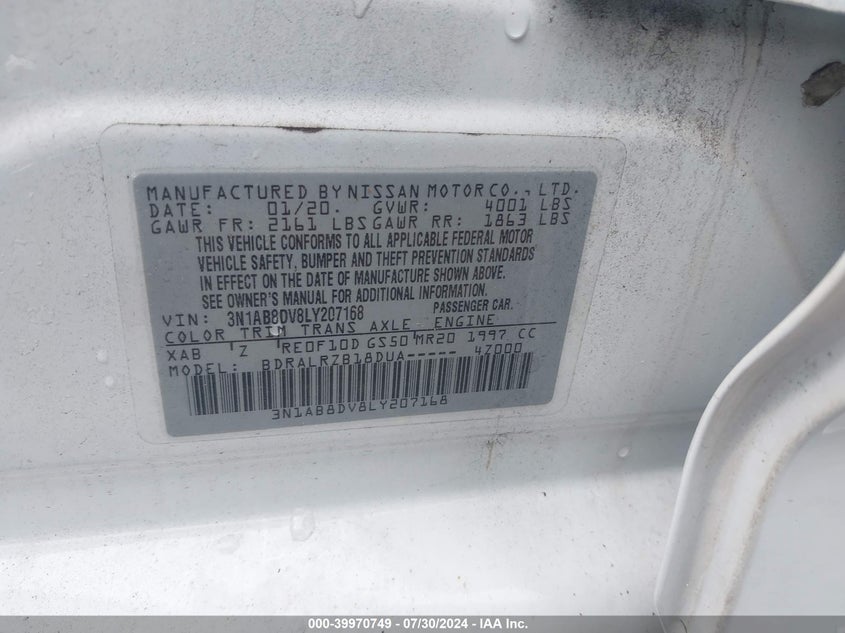 MANUFACTURED BY NISSAN MOTOR CO., LTD.
DATE: 01/20. GVWR: 4001 LBS
GAWR FR: 2161 LBS GAWR RR: 1863 LBS
THIS VEHICLE CONFORMS TO ALL APPLICABLE FEDERAL MOTOR
VEHICLE SAFETY, BUMPER AND THEFT PREVENTION STANDARDS
IN EFFECT ON THE DATE OF MANUFACTURE SHOWN ABOVE.
SEE OWNER'S MANUAL FOR ADDITIONAL INFORMATION.
VIN: 3N1AB8DV8LY207168 PASSENGER CAR.
COLOR TRIM TRANS AXLE ENGINE
XAB Z RE0F10D GS50 MR20 1997 CC
MODEL: BDRALRZB18DUA----- 4Z000
3N1AB8DV8LY207168
000-39970749 | 07/30/2024 - IAA Inc.